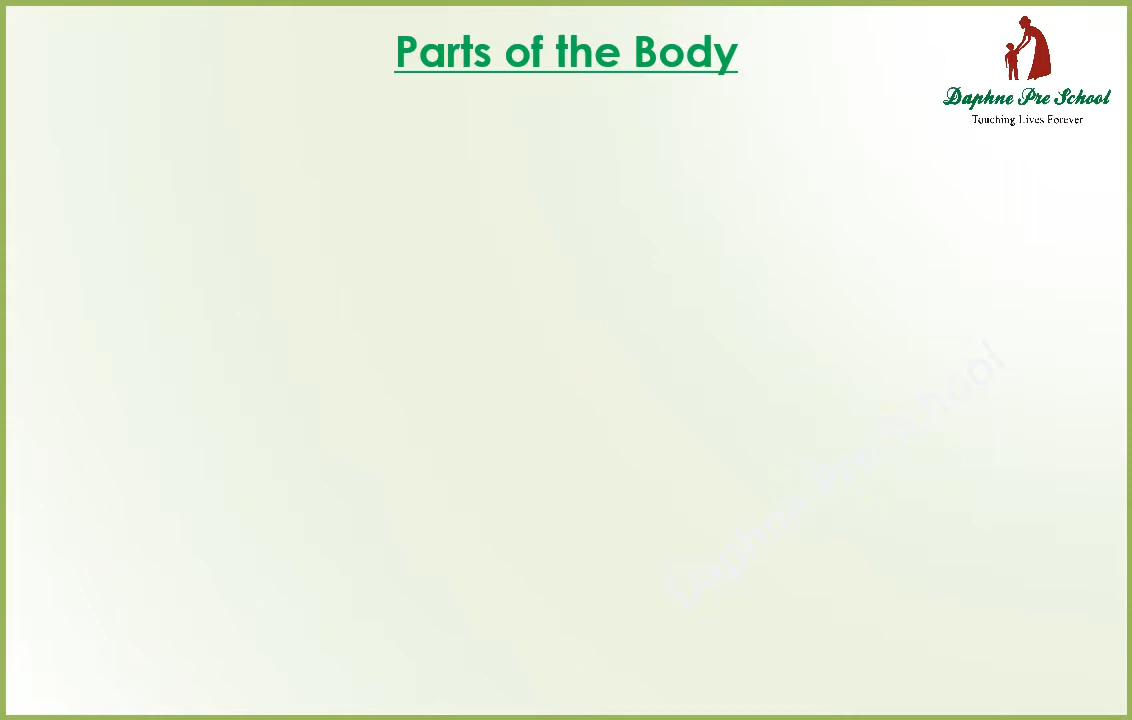 Parts of the Body
Daphne Pre School
Touching Lives Forever
Daphne Pre School